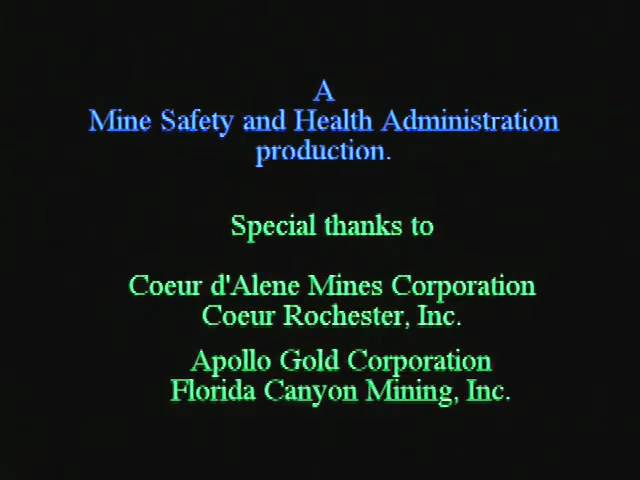 A
Mine Safety and Health Administration
production.
Special thanks to
Coeur d'Alene Mines Corporation
Coeur Rochester, Inc.
Apollo Gold Corporation
Florida Canyon Mining, Inc.